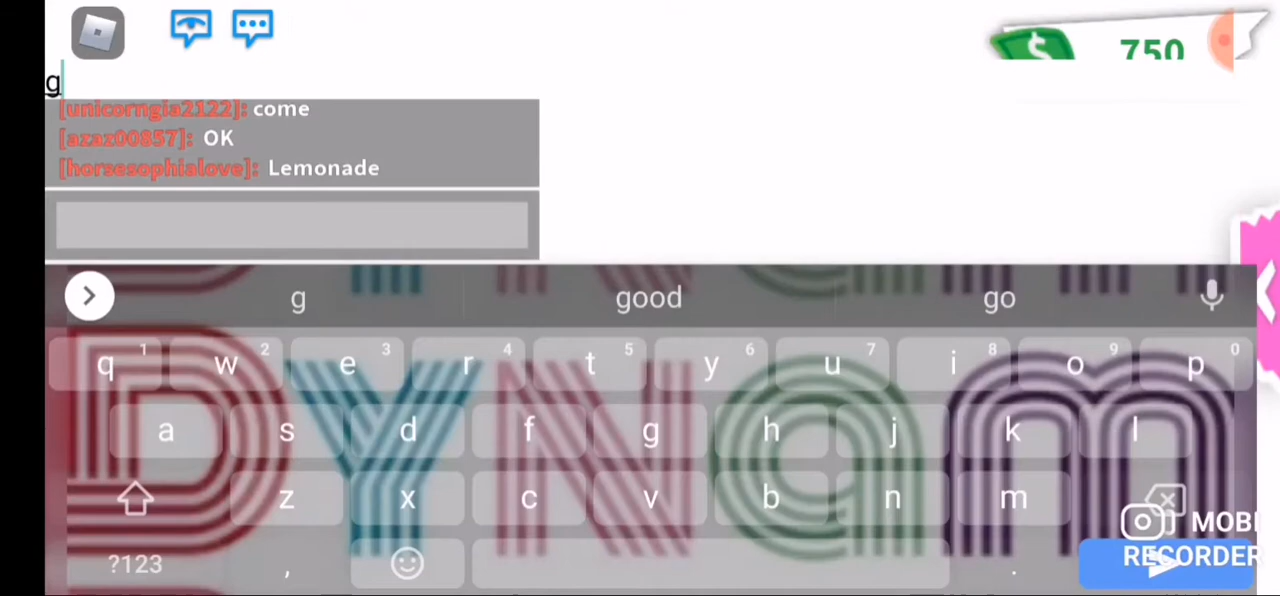 750
g
[unicorngia2122]: come
[azaz00857]: OK
[horsesophialove]: Lemonade
g good go
q 1 w 2 e 3 r 4 t 5 y 6 u 7 i 8 o 9 p 0
a s d f g h j k l
z x c v b n m
?123 , .
DYNam
MOBI
RECORDER